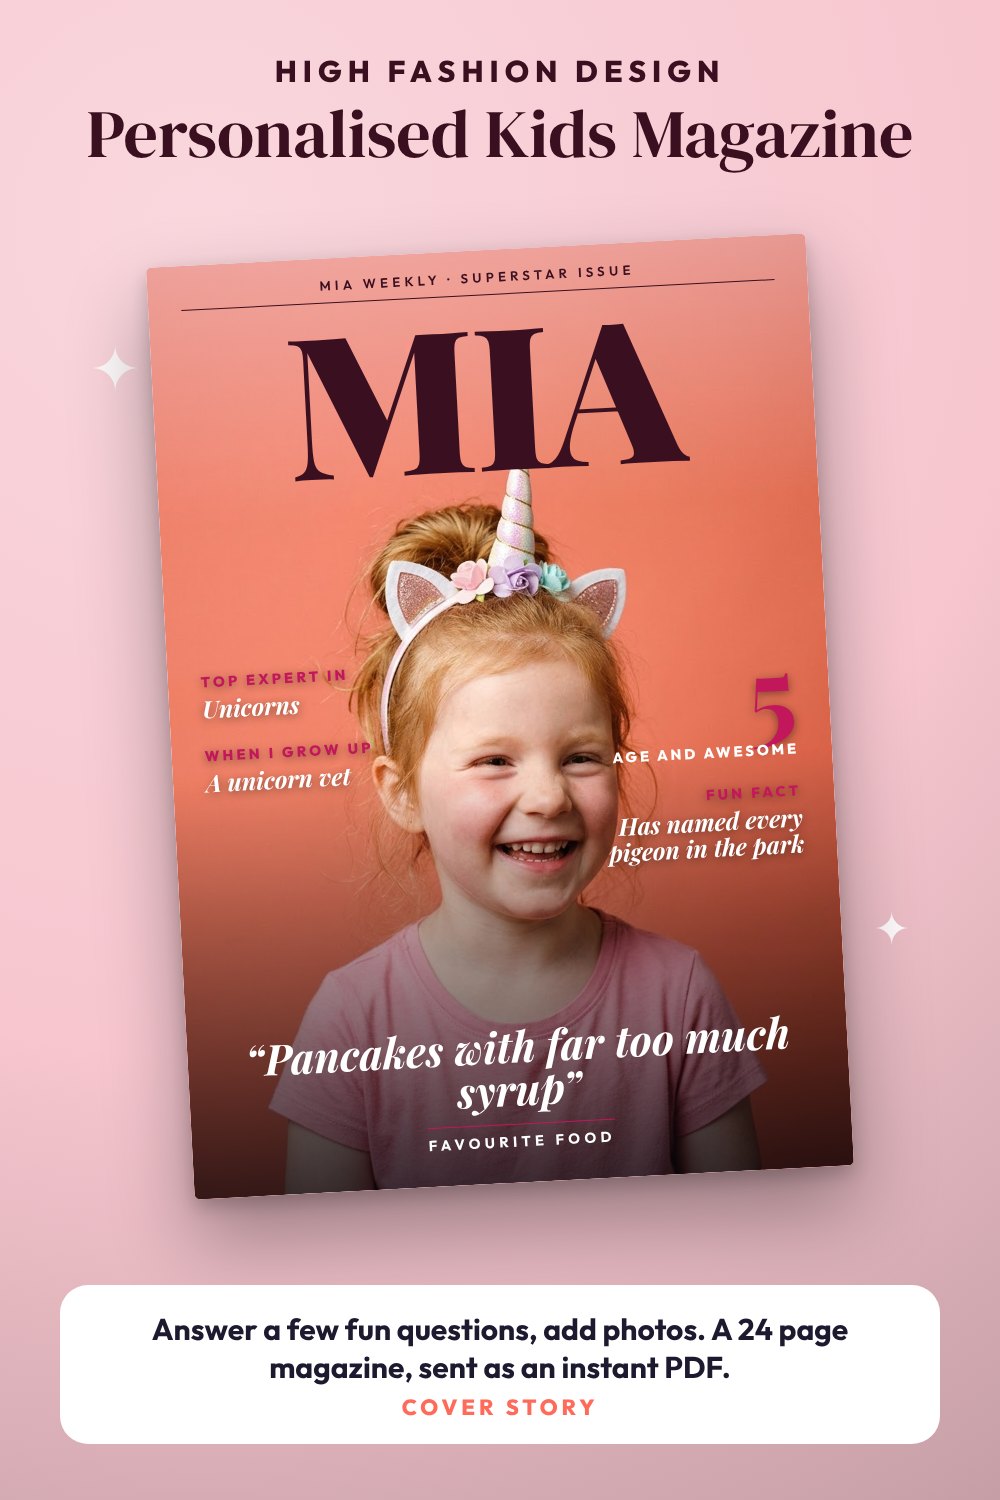 HIGH FASHION DESIGN
Personalised Kids Magazine
MIA WEEKLY · SUPERSTAR ISSUE
MIA
TOP EXPERT IN
Unicorns
WHEN I GROW UP
A unicorn vet
5
AGE AND AWESOME
FUN FACT
Has named every
pigeon in the park
“Pancakes with far too much
syrup”
FAVOURITE FOOD
Answer a few fun questions, add photos. A 24 page
magazine, sent as an instant PDF.
COVER STORY